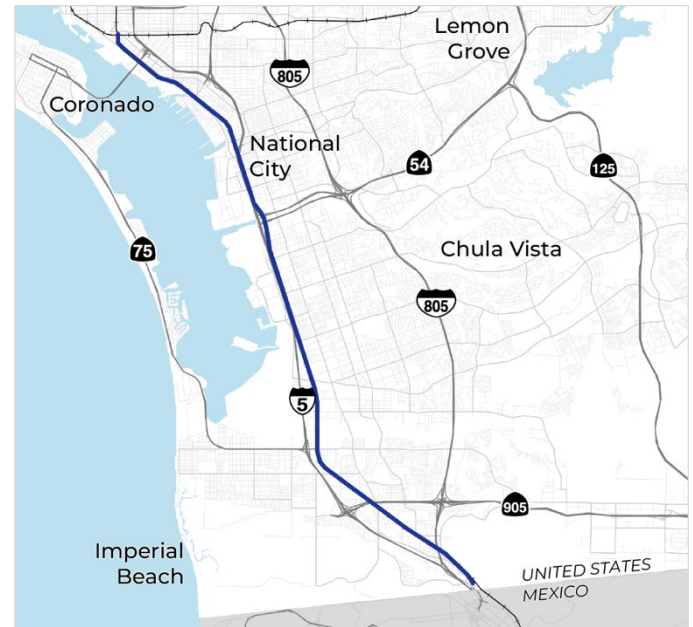 Lemon
Grove
805
Coronado
National
City
54
125
75
Chula Vista
805
5
905
Imperial
Beach
UNITED STATES
MEXICO